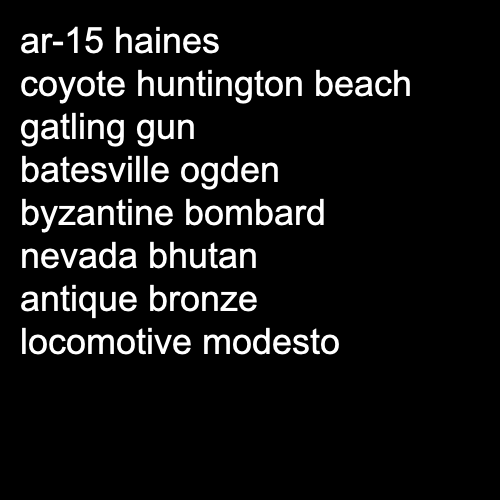 ar-15 haines
coyote huntington beach
gatling gun
batesville ogden
byzantine bombard
nevada bhutan
antique bronze
locomotive modesto